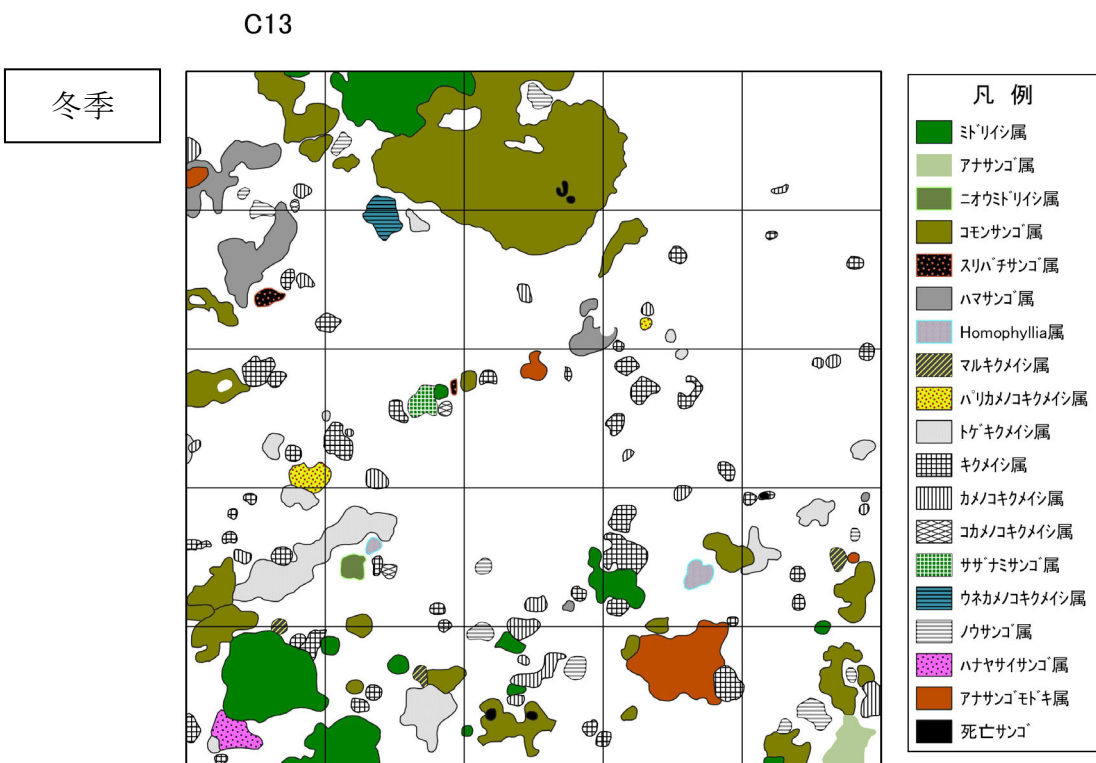 C13
冬季
凡 例
ミドリイシ属
アナサンゴ属
ニオウミドリイシ属
コモンサンゴ属
スリバチサンゴ属
ハマサンゴ属
Homophyllia属
マルキクメイシ属
パリカメノコキクメイシ属
トゲキクメイシ属
キクメイシ属
カメノコキクメイシ属
コカメノコキクメイシ属
サザナミサンゴ属
ウネカメノコキクメイシ属
ノウサンゴ属
ハナヤサイサンゴ属
アナサンゴモドキ属
死亡サンゴ